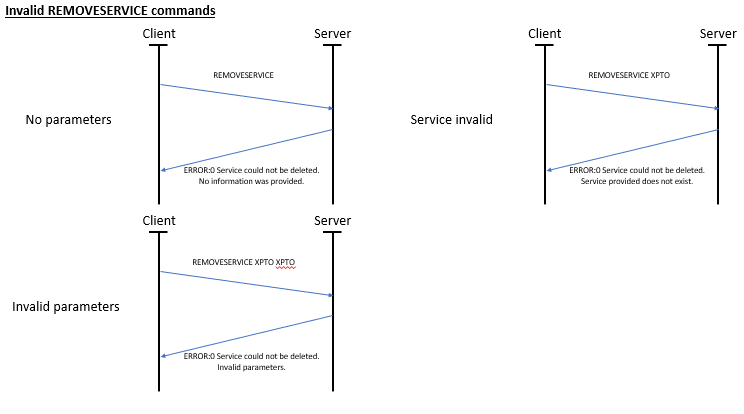 Invalid REMOVESERVICE commands
Client
Server
REMOVESERVICE
No parameters
ERROR:0 Service could not be deleted.
No information was provided.
Client
Server
REMOVESERVICE XPTO
Service invalid
ERROR:0 Service could not be deleted.
Service provided does not exist.
Client
Server
REMOVESERVICE XPTO XPTO
Invalid parameters
ERROR:0 Service could not be deleted.
Invalid parameters.